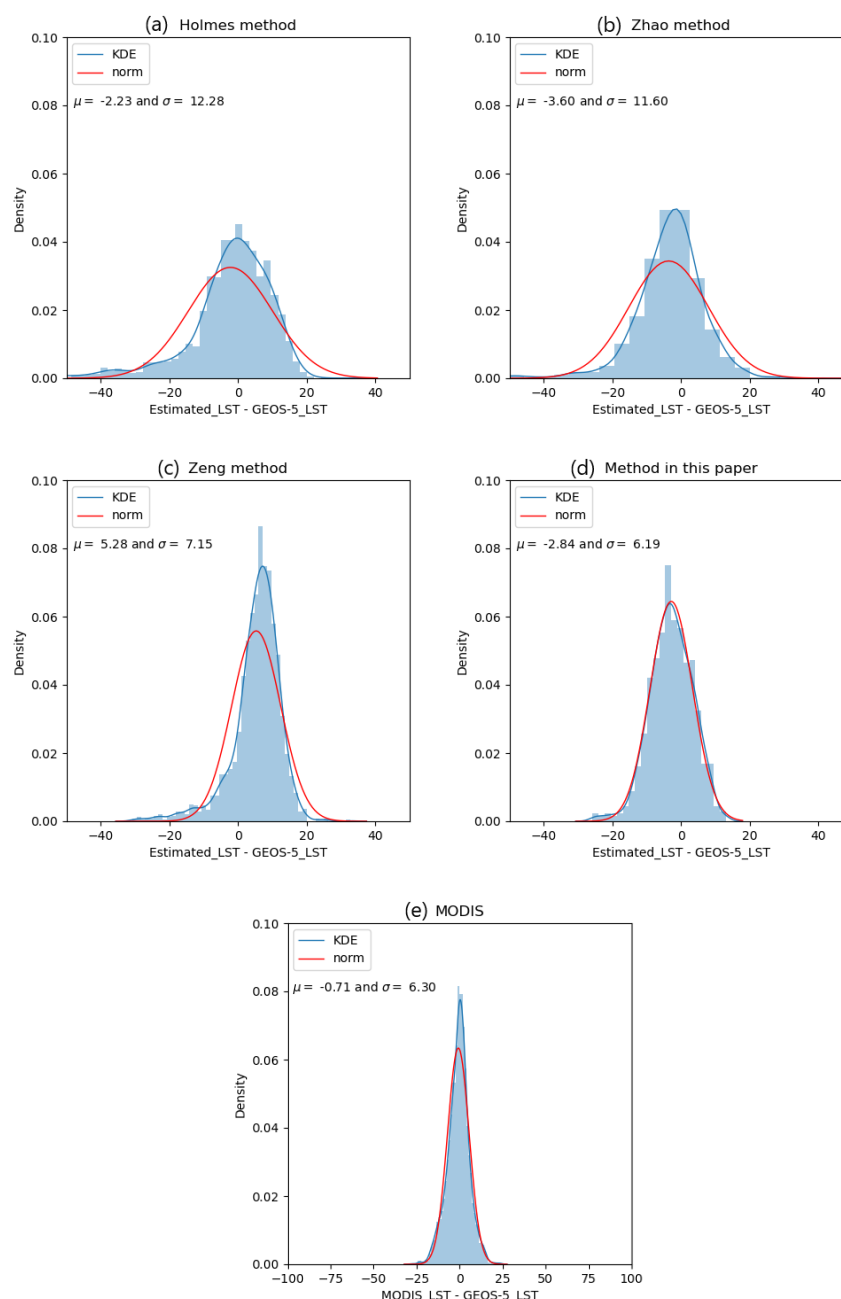 (a) Holmes method
0.10
0.08
0.06
0.04
0.02
0.00
Density
KDE
norm
μ = -2.23 and σ = 12.28
−40 −20 0 20 40
Estimated_LST - GEOS-5_LST
(b) Zhao method
0.10
0.08
0.06
0.04
0.02
0.00
Density
KDE
norm
μ = -3.60 and σ = 11.60
−40 −20 0 20 40
Estimated_LST - GEOS-5_LST
(c) Zeng method
0.10
0.08
0.06
0.04
0.02
0.00
Density
KDE
norm
μ = 5.28 and σ = 7.15
−40 −20 0 20 40
Estimated_LST - GEOS-5_LST
(d) Method in this paper
0.10
0.08
0.06
0.04
0.02
0.00
Density
KDE
norm
μ = -2.84 and σ = 6.19
−40 −20 0 20 40
Estimated_LST - GEOS-5_LST
(e) MODIS
0.10
0.08
0.06
0.04
0.02
0.00
Density
KDE
norm
μ = -0.71 and σ = 6.30
−100 −75 −50 −25 0 25 50 75 100
MODIS_LST - GEOS-5_LST